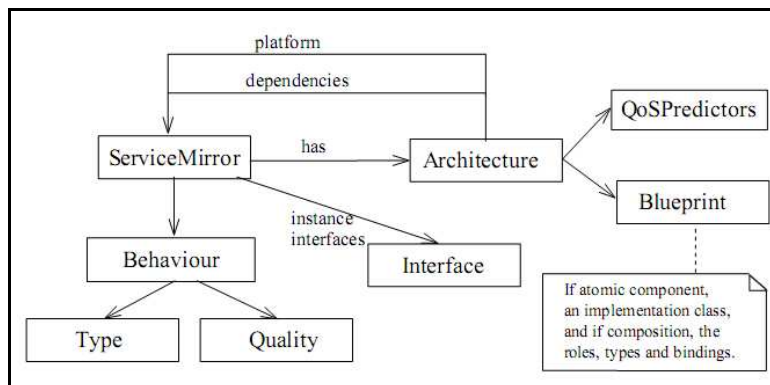 platform
dependencies
QoSPredictors
ServiceMirror
has
Architecture
Blueprint
instance
interfaces
Behaviour
Interface
If atomic component,
an implementation class,
and if composition, the
roles, types and bindings.
Type
Quality